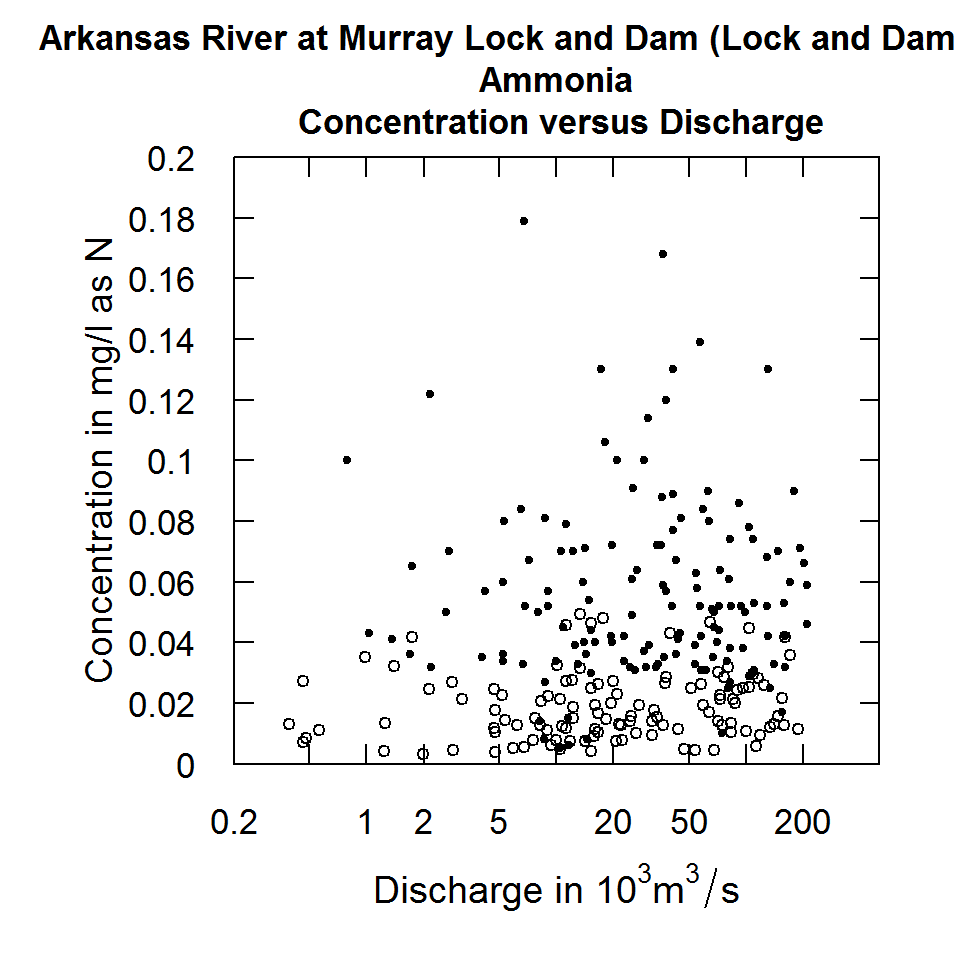 Arkansas River at Murray Lock and Dam (Lock and Dam
Ammonia
Concentration versus Discharge
Concentration in mg/l as N
0.2
0.18
0.16
0.14
0.12
0.1
0.08
0.06
0.04
0.02
0
0.2 1 2 5 20 50 200
Discharge in 10³m³/s